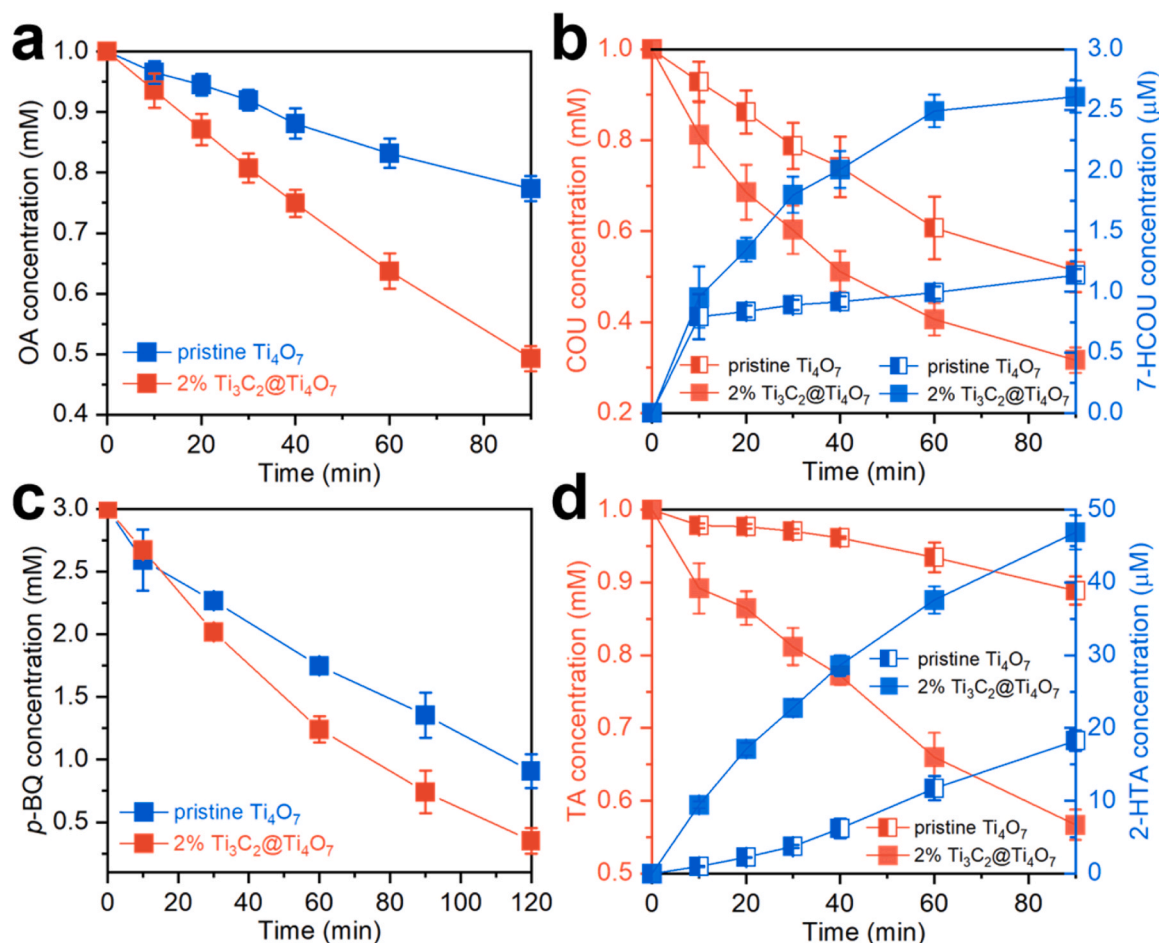 a
1.0
0.9
0.8
0.7
0.6
0.5
0.4
OA concentration (mM)
pristine Ti₄O₇
2% Ti₃C₂@Ti₄O₇
0 20 40 60 80
Time (min)
b
1.0
0.8
0.6
0.4
0.2
COU concentration (mM)
3.0
2.5
2.0
1.5
1.0
0.5
0.0
7-HCOU concentration (μM)
pristine Ti₄O₇ pristine Ti₄O₇
2% Ti₃C₂@Ti₄O₇ 2% Ti₃C₂@Ti₄O₇
0 20 40 60 80
Time (min)
c
3.0
2.5
2.0
1.5
1.0
0.5
p-BQ concentration (mM)
pristine Ti₄O₇
2% Ti₃C₂@Ti₄O₇
0 20 40 60 80 100 120
Time (min)
d
1.0
0.9
0.8
0.7
0.6
0.5
TA concentration (mM)
50
40
30
20
10
0
2-HTA concentration (μM)
pristine Ti₄O₇
2% Ti₃C₂@Ti₄O₇
pristine Ti₄O₇
2% Ti₃C₂@Ti₄O₇
0 20 40 60 80
Time (min)